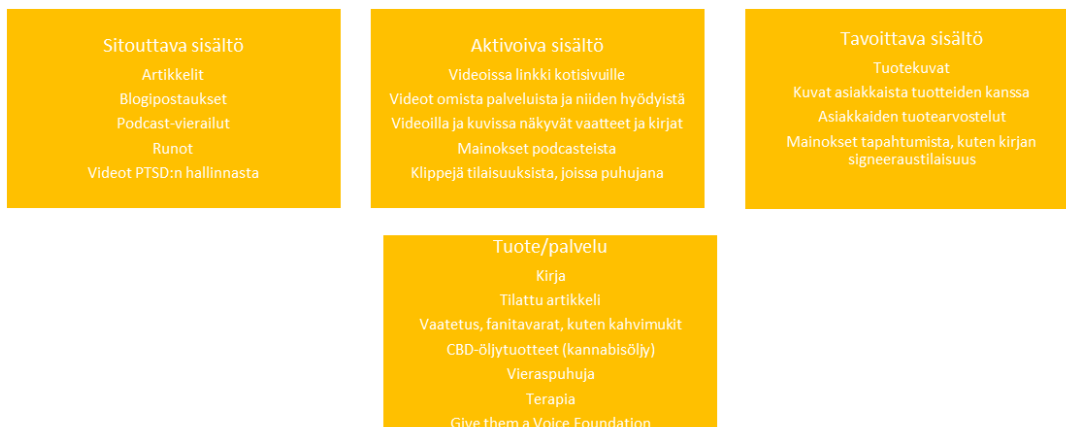 Sitouttava sisältö
Artikkelit
Blogipostaukset
Podcast-vierailut
Runot
Videot PTSD:n hallinnasta
Aktivoiva sisältö
Videoissa linkki kotisivuille
Videot omista palveluista ja niiden hyödyistä
Videoilla ja kuvissa näkyvät vaatteet ja kirjat
Mainokset podcasteista
Klippejä tilaisuuksista, joissa puhujana
Tavoittava sisältö
Tuotekuvat
Kuvat asiakkaista tuotteiden kanssa
Asiakkaiden tuotearvostelut
Mainokset tapahtumista, kuten kirjan
signeeraustilaisuus
Tuote/palvelu
Kirja
Tilattu artikkeli
Vaatetus, fanitavarat, kuten kahvimukit
CBD-öljytuotteet (kannabisöljy)
Vieraspuhuja
Terapia
Give them a Voice Foundation